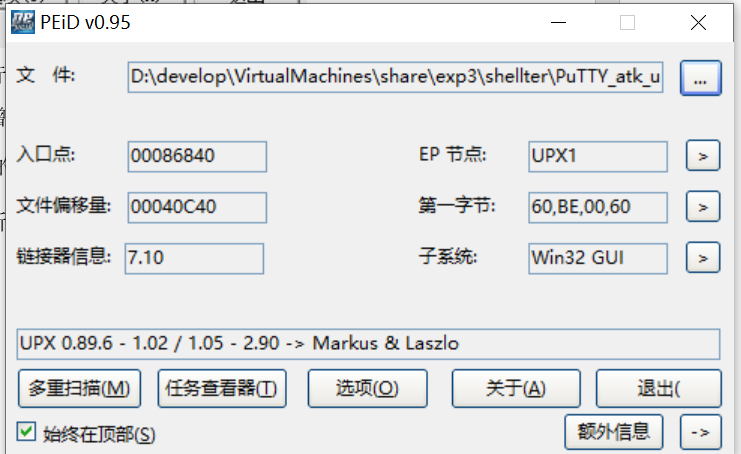 PEiD v0.95
文 件: D:\develop\VirtualMachines\share\exp3\shellter\PuTTY_atk_u ...
入口点: 00086840 EP 节点: UPX1 >
文件偏移量: 00040C40 第一字节: 60,BE,00,60 >
链接器信息: 7.10 子系统: Win32 GUI >
UPX 0.89.6 - 1.02 / 1.05 - 2.90 -> Markus & Laszlo
多重扫描(M) 任务查看器(T) 选项(O) 关于(A) 退出(
始终在顶部(S) 额外信息 ->